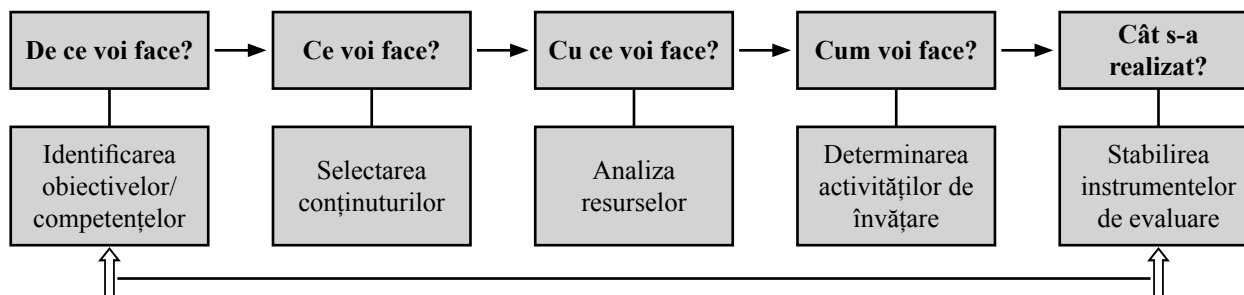 De ce voi face?
Ce voi face?
Cu ce voi face?
Cum voi face?
Cât s-a
realizat?
Identificarea
obiectivelor/
competențelor
Selectarea
conținuturilor
Analiza
resurselor
Determinarea
activităților de
învățare
Stabilirea
instrumentelor
de evaluare